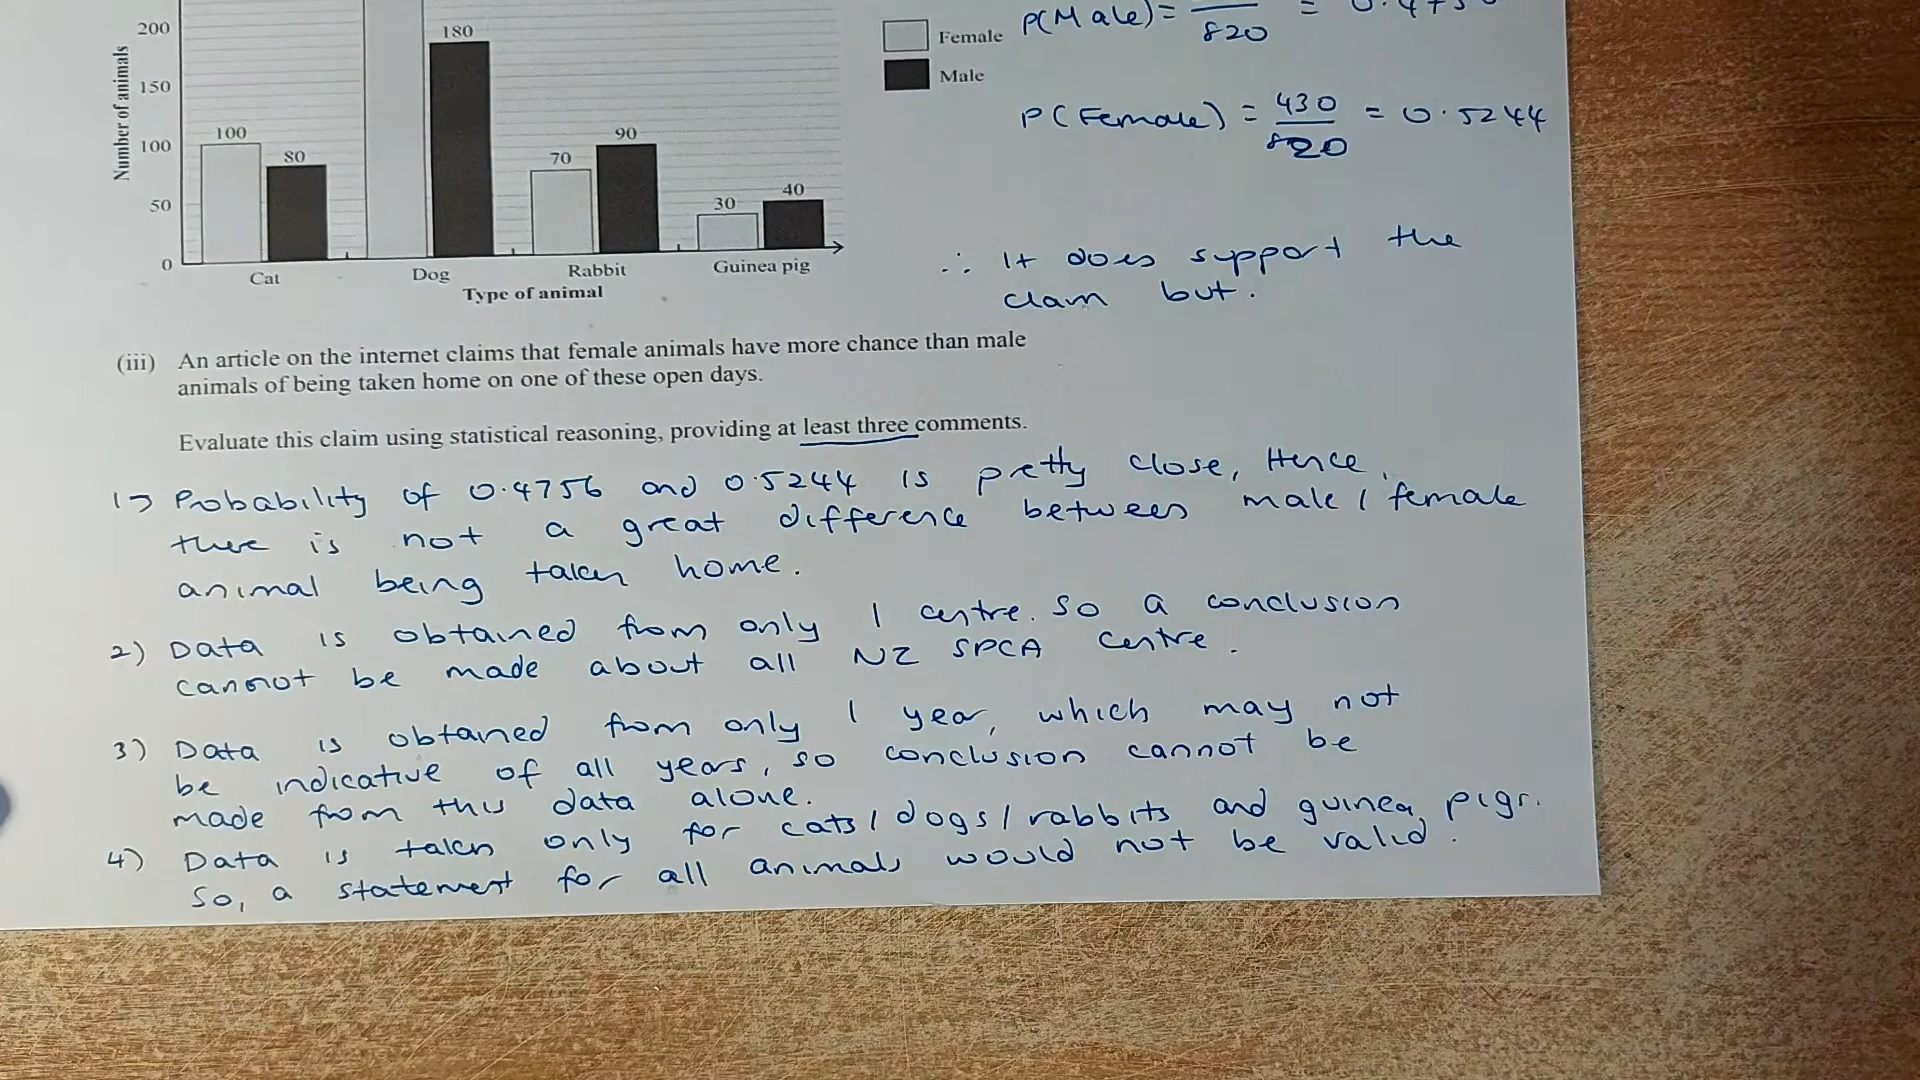 P(Male) = 820 =
200
180
Female
150
Male
P(Female) = 430/820 = 0.5244
Number of animals
100
90
100
80
70
50
40
30
0
Cat
Dog
Rabbit
Guinea pig
Type of animal
∴ It does support the
clam but.
(iii) An article on the internet claims that female animals have more chance than male
animals of being taken home on one of these open days.
Evaluate this claim using statistical reasoning, providing at least three comments.
1) Probability of 0.4756 and 0.5244 is pretty close, Hence,
there is not a great difference between male / female
animal being taken home.
2) Data is obtained from only 1 centre. So a conclusion
cannot be made about all NZ SPCA centre.
3) Data is obtained from only 1 year, which may not
be indicative of all years, so conclusion cannot be
made from this data alone.
4) Data is taken only for cats / dogs / rabbits and guinea pigs.
So, a statement for all animals would not be valid.